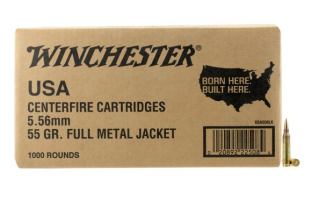 WINCHESTER
USA
CENTERFIRE CARTRIDGES
5.56mm
55 GR. FULL METAL JACKET
1000 ROUNDS
BORN HERE.
BUILT HERE.